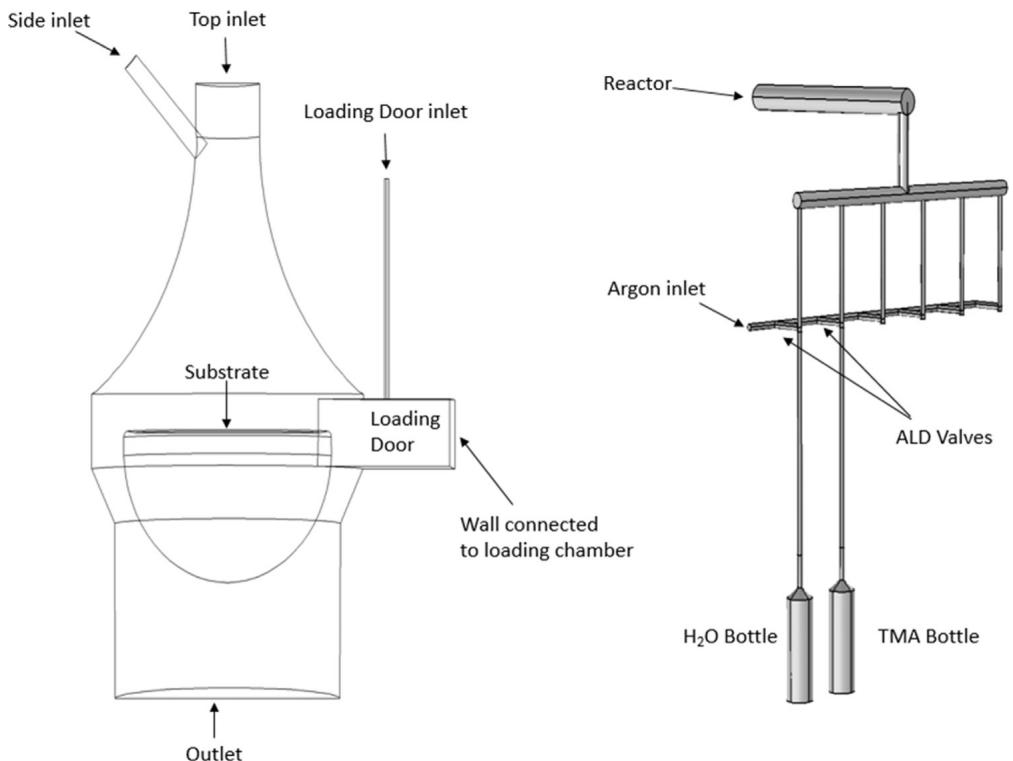 Side inlet
Top inlet
Loading Door inlet
Substrate
Loading
Door
Wall connected
to loading chamber
Outlet
Reactor
Argon inlet
ALD Valves
H₂O Bottle
TMA Bottle